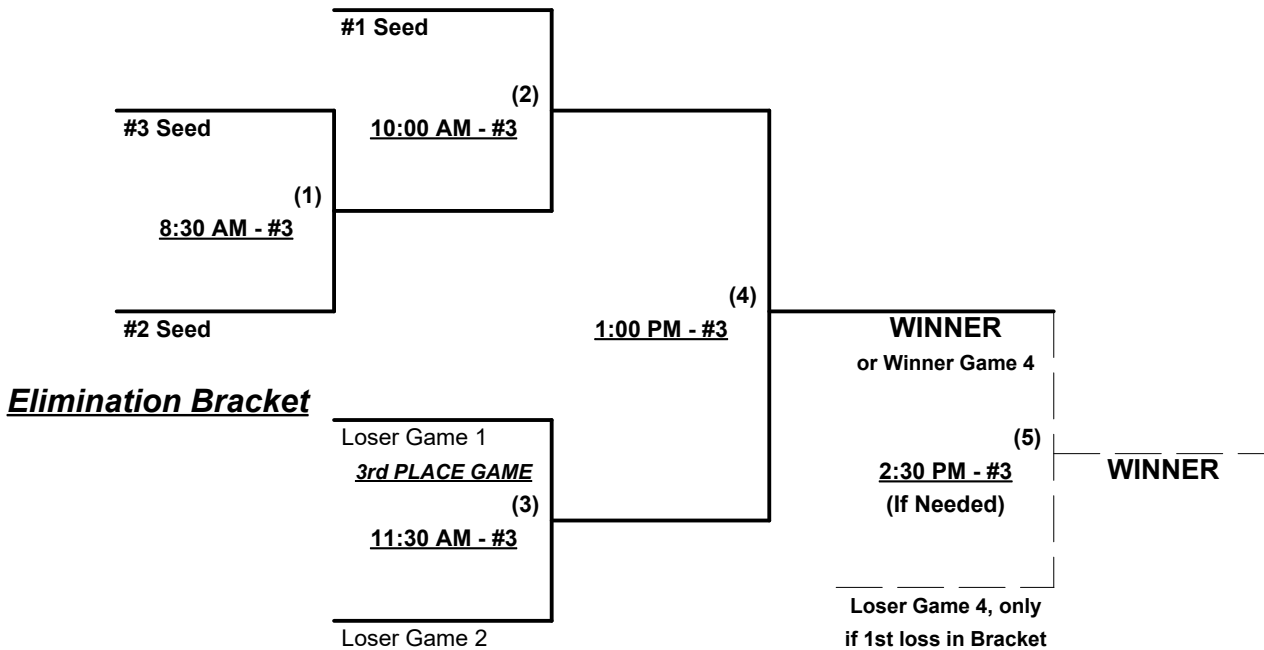 #1 Seed
(2)
#3 Seed
10:00 AM - #3
(1)
8:30 AM - #3
(4)
#2 Seed
1:00 PM - #3
WINNER
or Winner Game 4
Elimination Bracket
Loser Game 1
3rd PLACE GAME
(3)
11:30 AM - #3
(5)
2:30 PM - #3
(If Needed)
WINNER
Loser Game 2
Loser Game 4, only
if 1st loss in Bracket